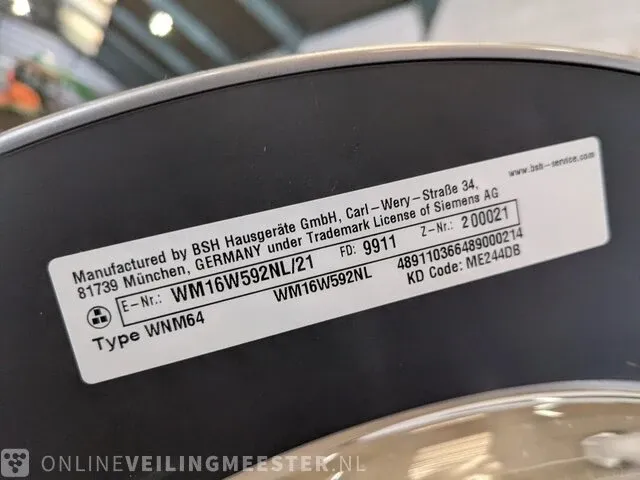 www.bsh-service.com
Manufactured by BSH Hausgeräte GmbH, Carl-Wery-Straße 34,
81739 München, GERMANY under Trademark License of Siemens AG
E-Nr.: WM16W592NL/21 FD: 9911 Z-Nr.: 200021
WM16W592NL 489110366489000214
Type WNM64 KD Code: ME244DB
ONLINEVEILINGMEESTER.NL